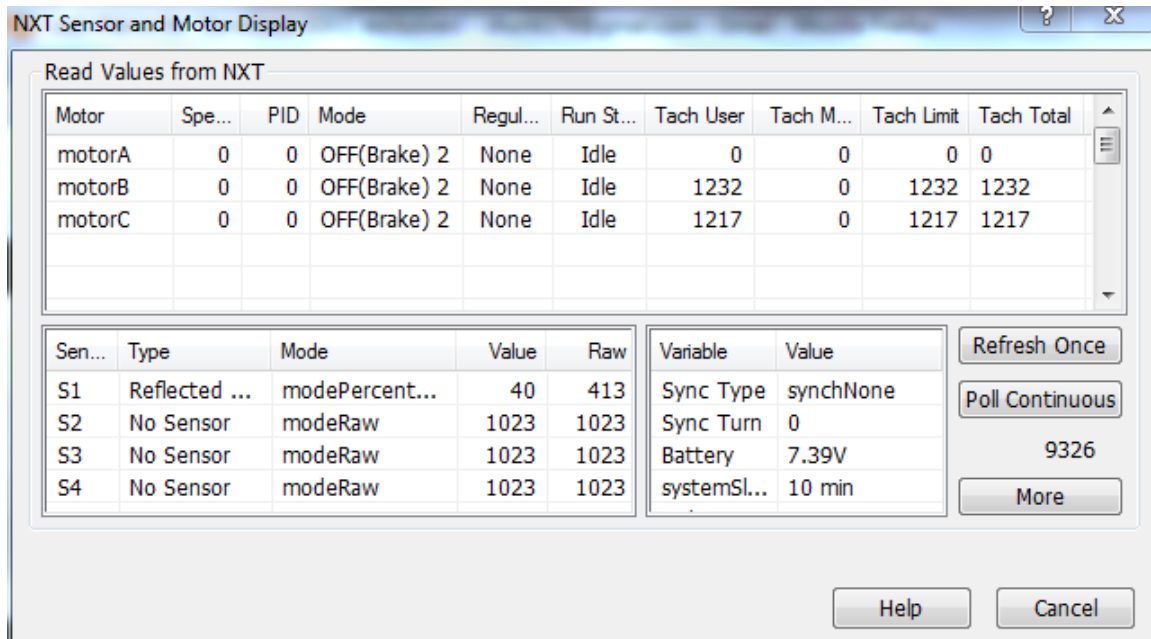 NXT Sensor and Motor Display
Read Values from NXT
Motor Spe... PID Mode Regul... Run St... Tach User Tach M... Tach Limit Tach Total
motorA 0 0 OFF(Brake) 2 None Idle 0 0 0 0
motorB 0 0 OFF(Brake) 2 None Idle 1232 0 1232 1232
motorC 0 0 OFF(Brake) 2 None Idle 1217 0 1217 1217
Sen... Type Mode Value Raw
S1 Reflected ... modePercent... 40 413
S2 No Sensor modeRaw 1023 1023
S3 No Sensor modeRaw 1023 1023
S4 No Sensor modeRaw 1023 1023
Variable Value
Sync Type synchNone
Sync Turn 0
Battery 7.39V
systemSl... 10 min
Refresh Once
Poll Continuous
9326
More
Help Cancel